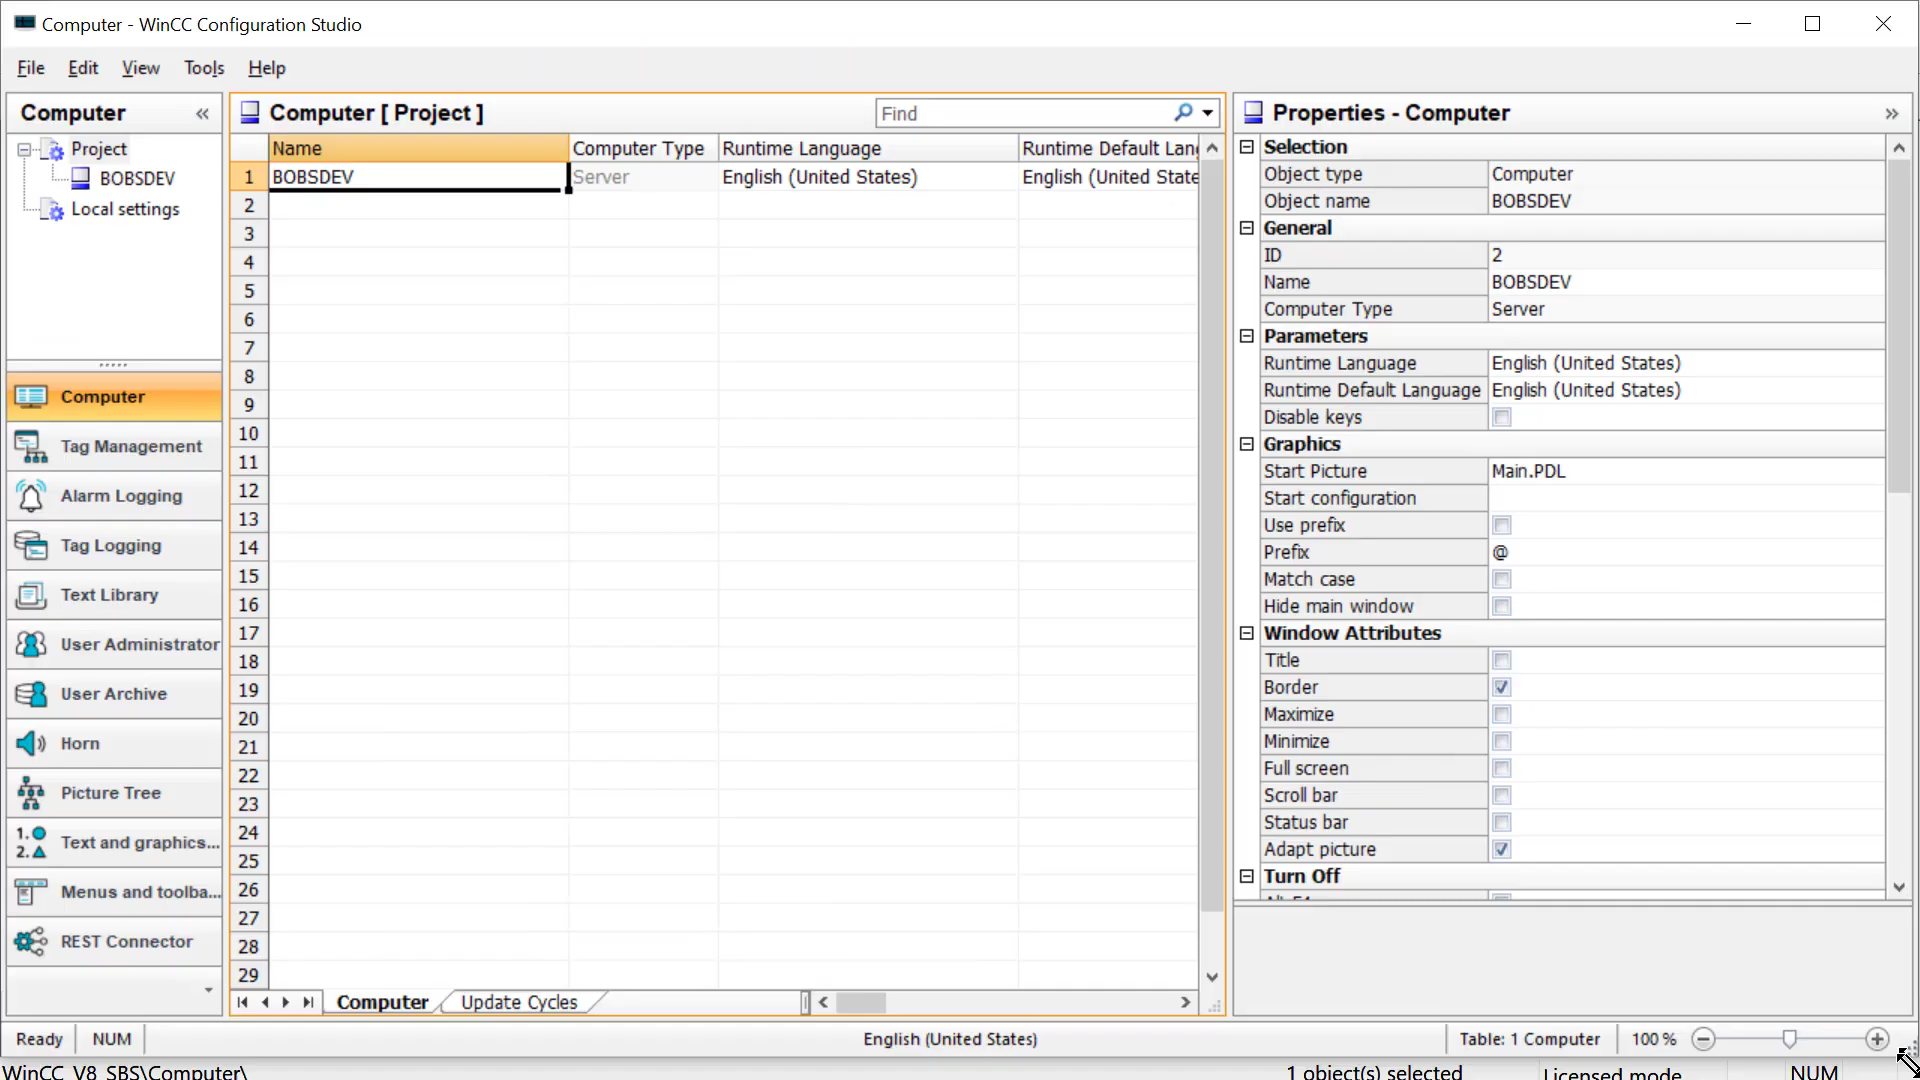 Computer - WinCC Configuration Studio
File Edit View Tools Help
Computer «
Project
BOBSDEV
Local settings
Computer
Tag Management
Alarm Logging
Tag Logging
Text Library
User Administrator
User Archive
Horn
Picture Tree
1.
2.
Text and graphics...
Menus and toolba...
REST Connector
Computer [ Project ] Find
Name Computer Type Runtime Language Runtime Default Lang
1 BOBSDEV Server English (United States) English (United State
2
3
4
5
6
7
8
9
10
11
12
13
14
15
16
17
18
19
20
21
22
23
24
25
26
27
28
29
Computer Update Cycles
Properties - Computer »
Selection
Object type Computer
Object name BOBSDEV
General
ID 2
Name BOBSDEV
Computer Type Server
Parameters
Runtime Language English (United States)
Runtime Default Language English (United States)
Disable keys
Graphics
Start Picture Main.PDL
Start configuration
Use prefix
Prefix @
Match case
Hide main window
Window Attributes
Title
Border
Maximize
Minimize
Full screen
Scroll bar
Status bar
Adapt picture
Turn Off
Ready NUM English (United States) Table: 1 Computer 100 %
WinCC_V8_SBS\Computer\ 1 object(s) selected Licensed mode NUM